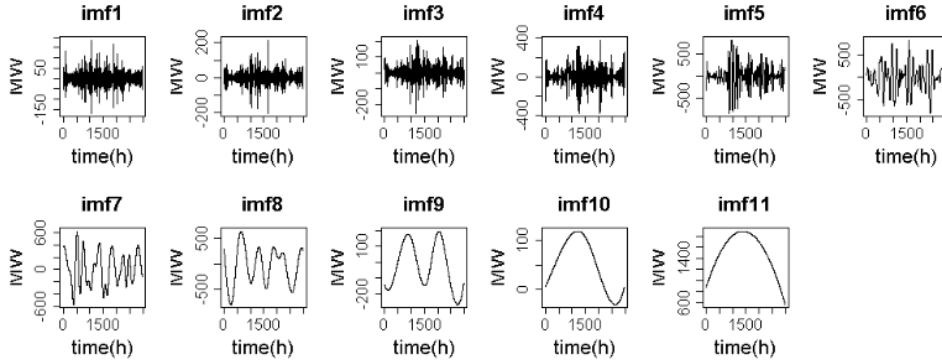 imf1 imf2 imf3 imf4 imf5 imf6
MW 50 -150 MW 200 0 -200 MW 100 -200 MW 400 0 -400 MW 500 -500 MW 500 -500
0 1500 0 1500 0 1500 0 1500 0 1500 0 1500
time(h) time(h) time(h) time(h) time(h) time(h)
imf7 imf8 imf9 imf10 imf11
MW 600 0 -600 MW 500 -500 MW 100 -200 MW 100 0 MW 1400 600
0 1500 0 1500 0 1500 0 1500 0 1500
time(h) time(h) time(h) time(h) time(h)